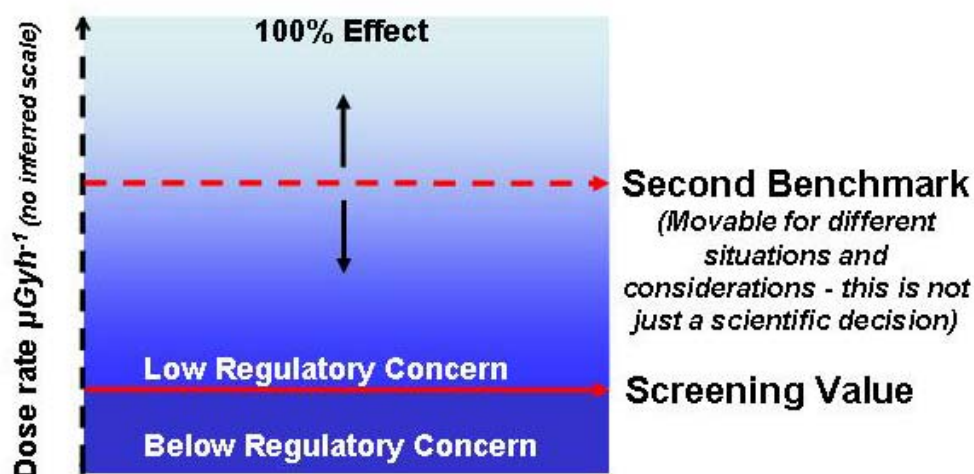 100% Effect
Dose rate µGyh-1 (no inferred scale)
Second Benchmark
(Movable for different
situations and
considerations - this is not
just a scientific decision)
Low Regulatory Concern
Screening Value
Below Regulatory Concern